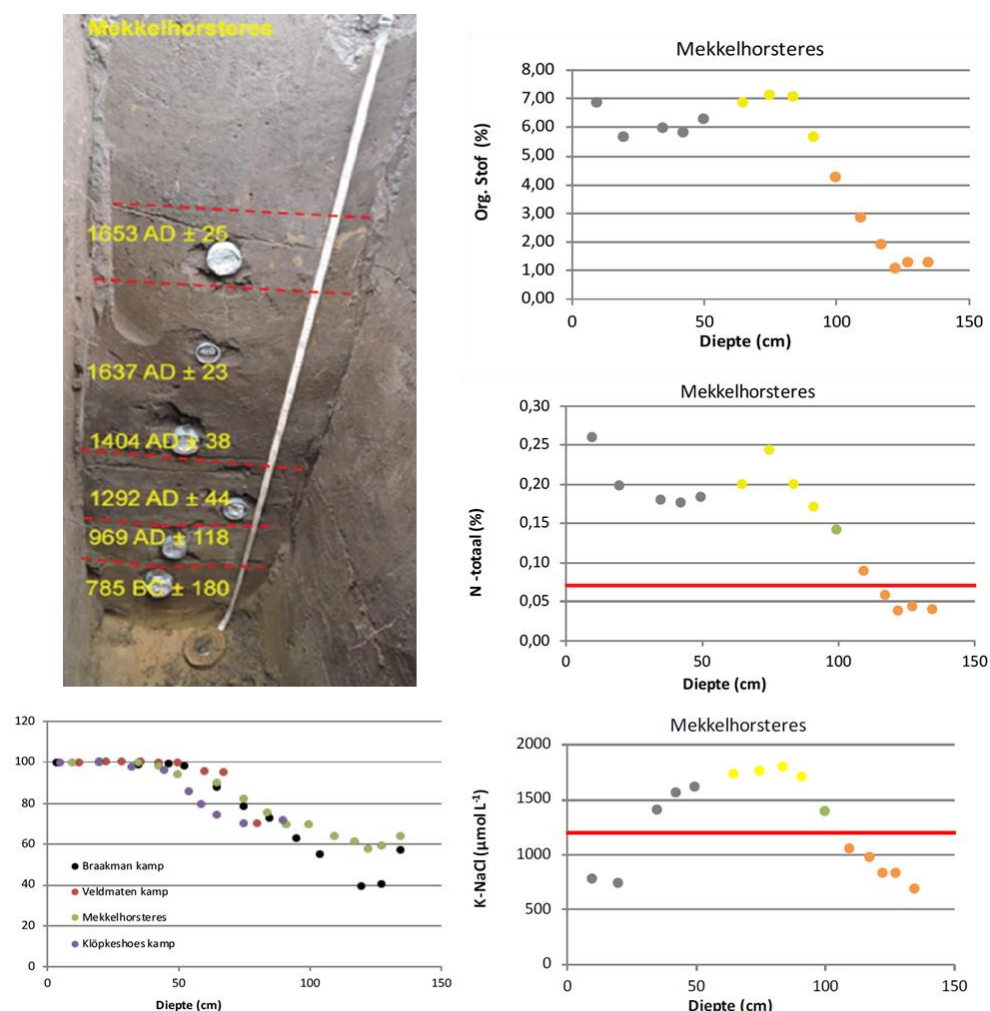 Mekkelhorsteres
1653 AD ± 25
1637 AD ± 23
1404 AD ± 38
1292 AD ± 44
969 AD ± 118
785 BC ± 180
Mekkelhorsteres
Org. Stof (%)
8,00
7,00
6,00
5,00
4,00
3,00
2,00
1,00
0,00
0
50
100
150
Diepte (cm)
Mekkelhorsteres
N -totaal (%)
0,30
0,25
0,20
0,15
0,10
0,05
0,00
0
50
100
150
Diepte (cm)
120
100
80
60
40
20
0
Braakman kamp
Veldmaten kamp
Mekkelhorsteres
Klöpkeshoes kamp
0
50
100
150
Diepte (cm)
Mekkelhorsteres
K-NaCl (µmol L⁻¹)
2000
1500
1000
500
0
0
50
100
150
Diepte (cm)